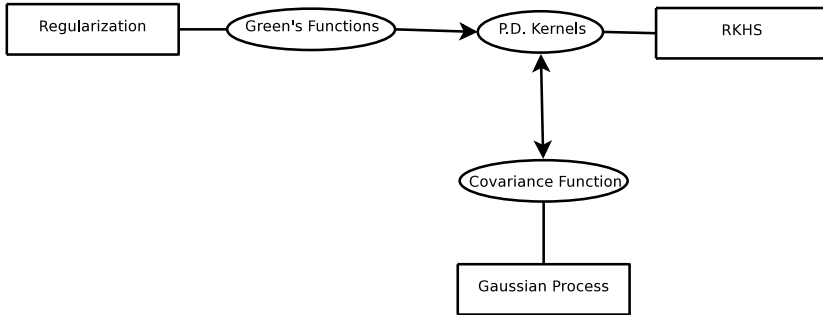 Regularization
Green's Functions
P.D. Kernels
RKHS
Covariance Function
Gaussian Process